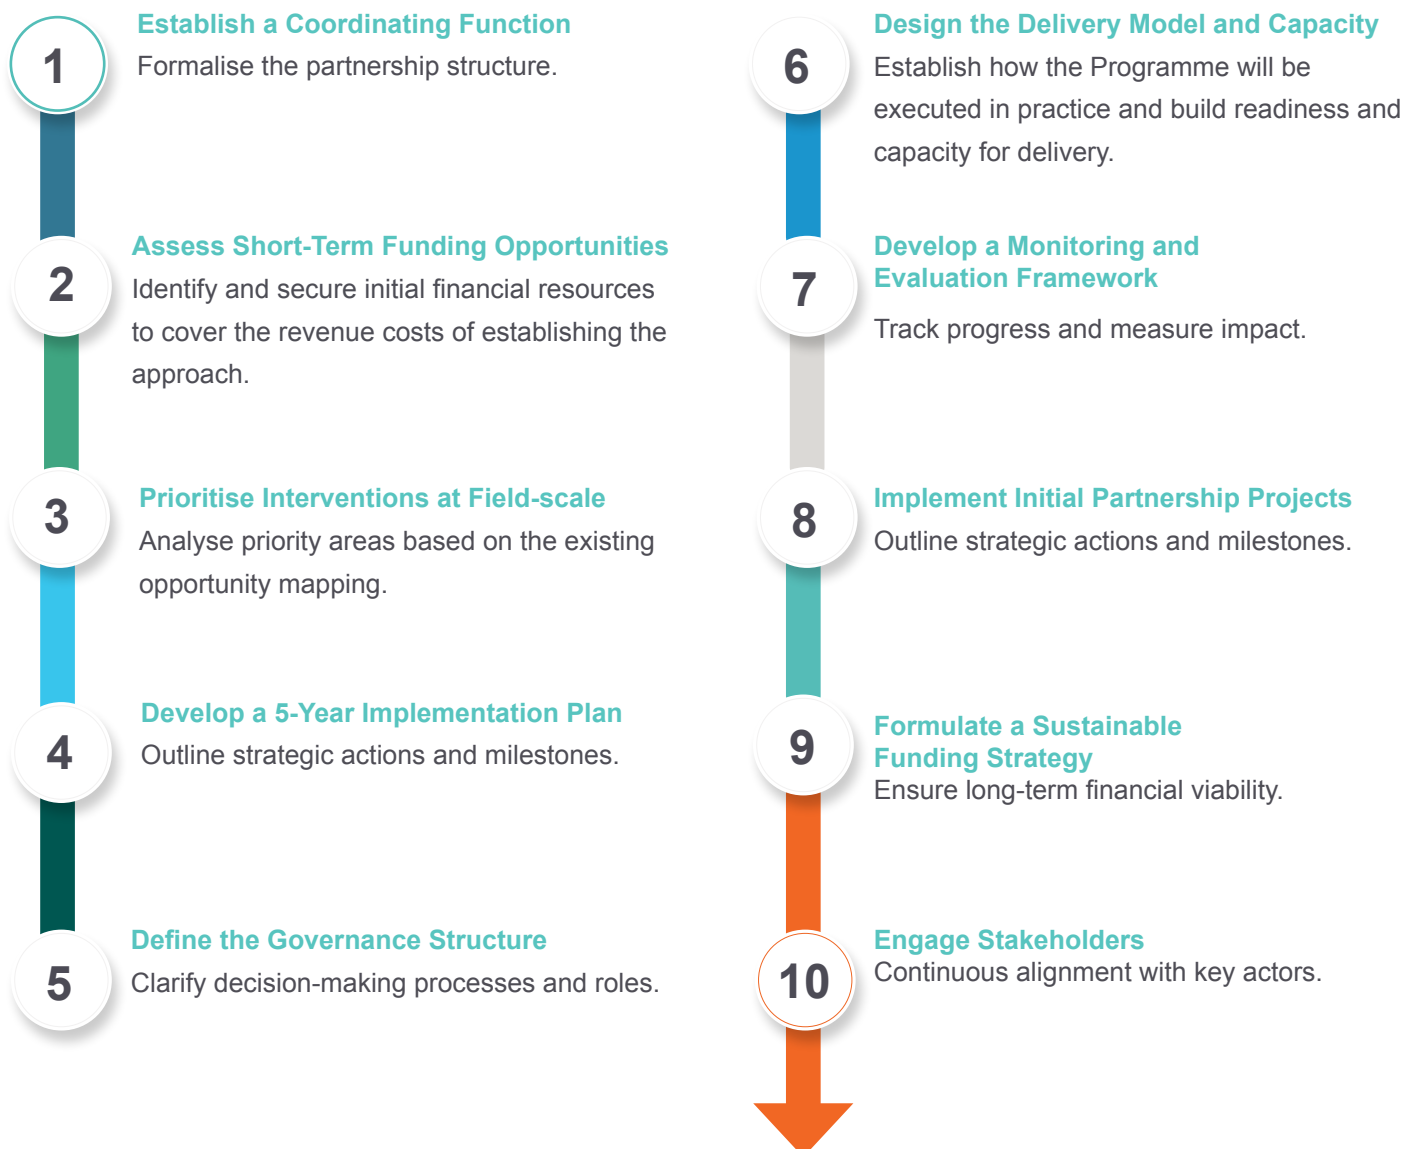 1
Establish a Coordinating Function
Formalise the partnership structure.
2
Assess Short-Term Funding Opportunities
Identify and secure initial financial resources
to cover the revenue costs of establishing the
approach.
3
Prioritise Interventions at Field-scale
Analyse priority areas based on the existing
opportunity mapping.
4
Develop a 5-Year Implementation Plan
Outline strategic actions and milestones.
5
Define the Governance Structure
Clarify decision-making processes and roles.
6
Design the Delivery Model and Capacity
Establish how the Programme will be
executed in practice and build readiness and
capacity for delivery.
7
Develop a Monitoring and
Evaluation Framework
Track progress and measure impact.
8
Implement Initial Partnership Projects
Outline strategic actions and milestones.
9
Formulate a Sustainable
Funding Strategy
Ensure long-term financial viability.
10
Engage Stakeholders
Continuous alignment with key actors.